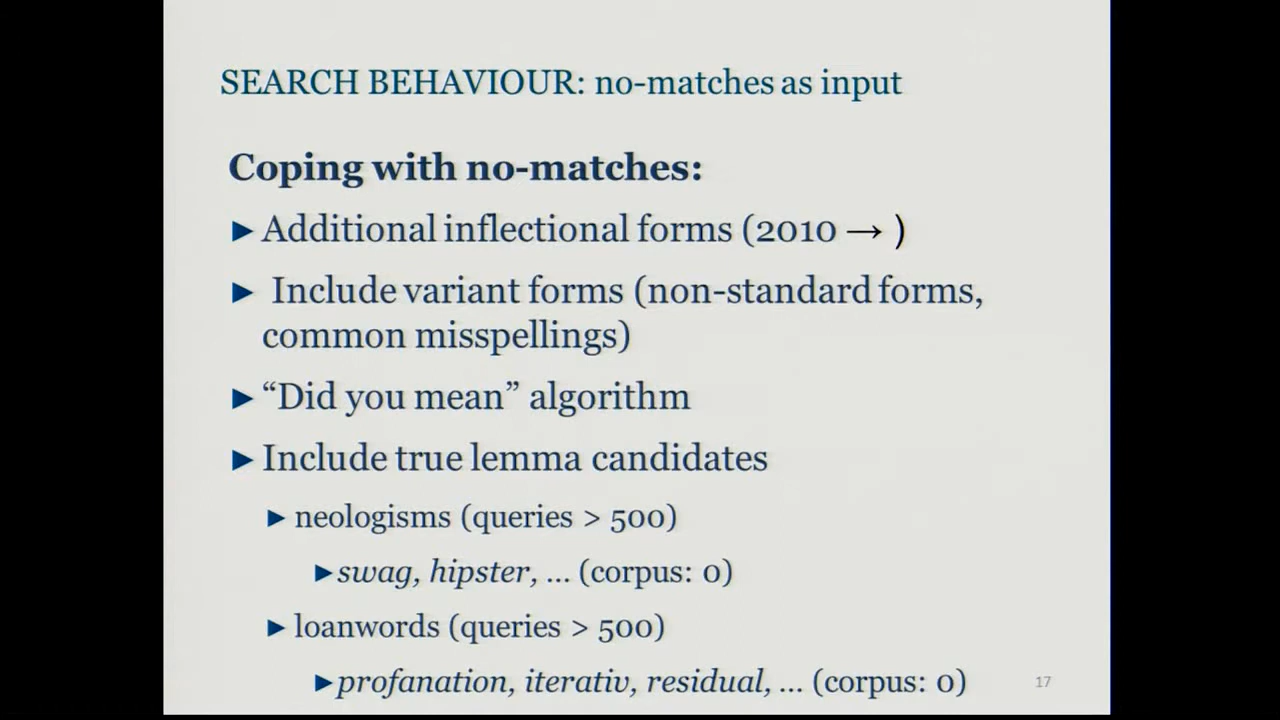 SEARCH BEHAVIOUR: no-matches as input
Coping with no-matches:
►Additional inflectional forms (2010 → )
► Include variant forms (non-standard forms,
common misspellings)
►“Did you mean” algorithm
►Include true lemma candidates
►neologisms (queries > 500)
►swag, hipster, ... (corpus: 0)
►loanwords (queries > 500)
►profanation, iterativ, residual, ... (corpus: 0)
17